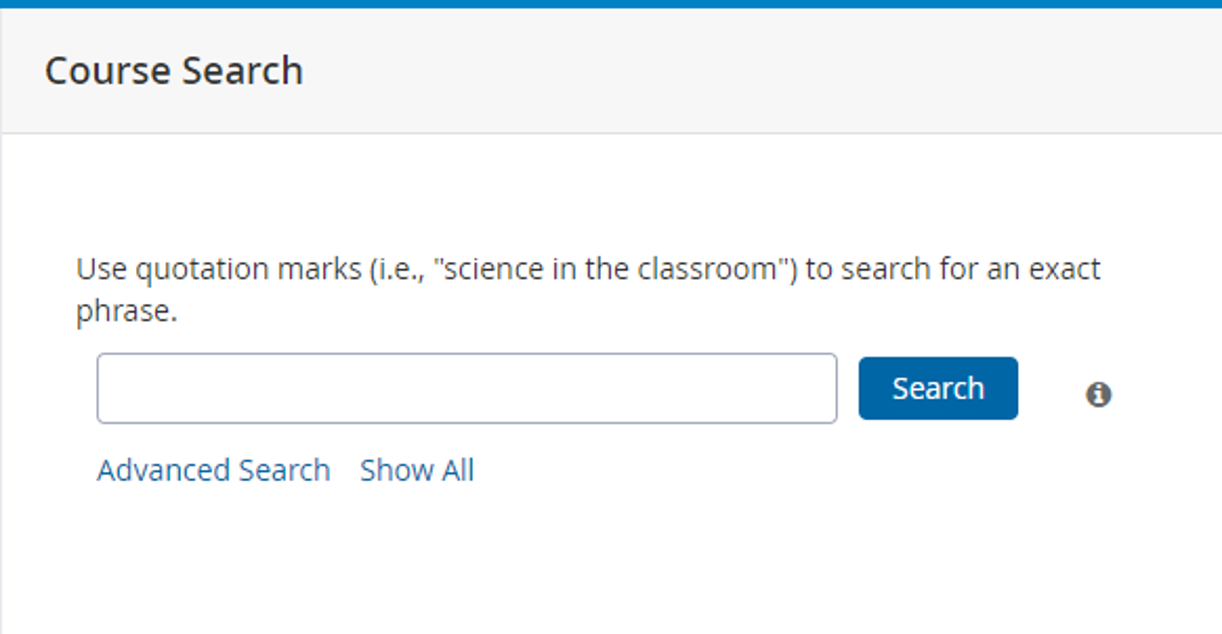 Course Search
Use quotation marks (i.e., "science in the classroom") to search for an exact
phrase.
Search
Advanced Search Show All